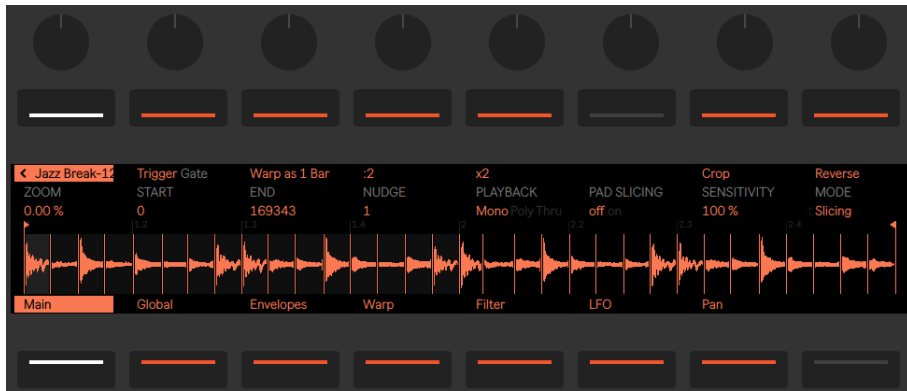 < Jazz Break-12 Trigger Gate Warp as 1 Bar :2 x2 Crop Reverse
ZOOM START END NUDGE PLAYBACK PAD SLICING SENSITIVITY MODE
0.00 % 0 169343 1 Mono Poly Thru off on 100 % t Slicing
1.2 1.3 1.4 2 2.2 2.3 2.4
Main Global Envelopes Warp Filter LFO Pan